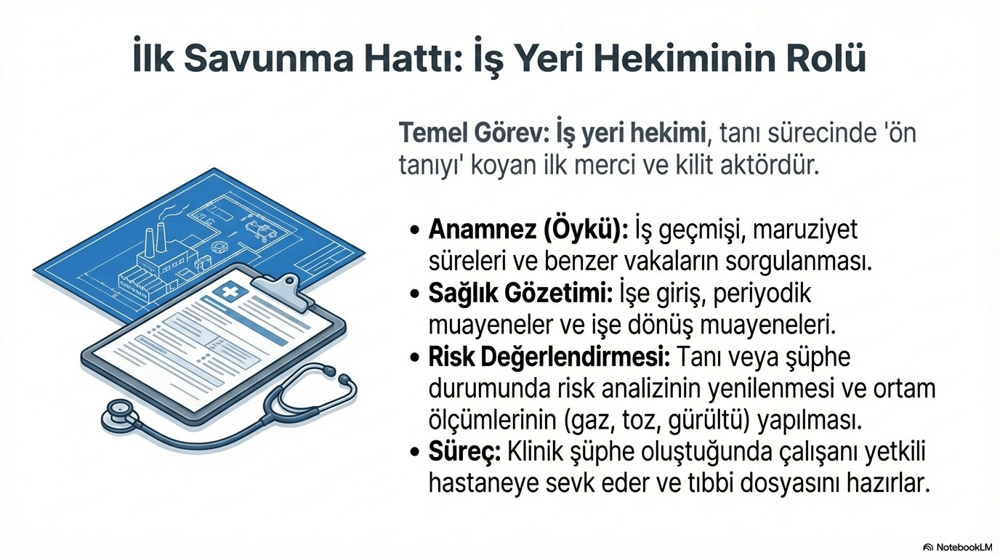 İlk Savunma Hattı: İş Yeri Hekiminin Rolü
Temel Görev: İş yeri hekimi, tanı sürecinde 'ön
tanıyı' koyan ilk merci ve kilit aktördür.
• Anamnez (Öykü): İş geçmişi, maruziyet
süreleri ve benzer vakaların sorgulanması.
• Sağlık Gözetimi: İşe giriş, periyodik
muayeneler ve işe dönüş muayeneleri.
• Risk Değerlendirmesi: Tanı veya şüphe
durumunda risk analizinin yenilenmesi ve ortam
ölçümlerinin (gaz, toz, gürültü) yapılması.
• Süreç: Klinik şüphe oluştuğunda çalışanı yetkili
hastaneye sevk eder ve tıbbi dosyasını hazırlar.
NotebookLM